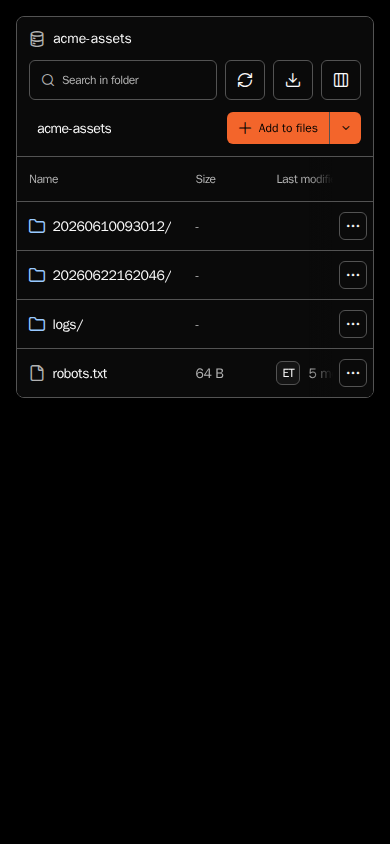 acme-assets
Search in folder
acme-assets
Add to files
Name Size Last modifi
20260610093012/ -
20260622162046/ -
logs/ -
robots.txt 64 B ET 5 m